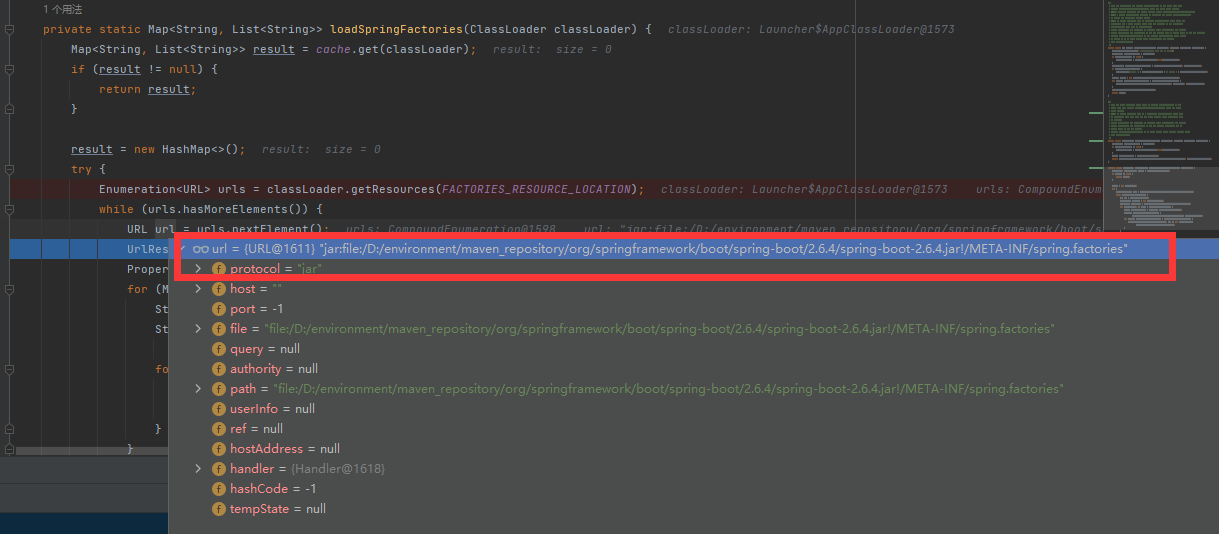 1 个用法
private static Map<String, List<String>> loadSpringFactories(ClassLoader classLoader) { classLoader: Launcher$AppClassLoader@1573
Map<String, List<String>> result = cache.get(classLoader); result: size = 0
if (result != null) {
return result;
}
result = new HashMap<>(); result: size = 0
try {
Enumeration<URL> urls = classLoader.getResources(FACTORIES_RESOURCE_LOCATION); classLoader: Launcher$AppClassLoader@1573 urls: CompoundEnum
while (urls.hasMoreElements()) {
URL url = urls.nextElement(); urls: CompoundEnumeration@1598 url: "jar:file:/D:/environment/maven_repository/org/springframework/boot/s
UrlRes
url = {URL@1611} "jar:file:/D:/environment/maven_repository/org/springframework/boot/spring-boot/2.6.4/spring-boot-2.6.4.jar!/META-INF/spring.factories"
Proper
protocol = "jar"
for (M
host = ""
St
port = -1
St
file = "file:/D:/environment/maven_repository/org/springframework/boot/spring-boot/2.6.4/spring-boot-2.6.4.jar!/META-INF/spring.factories"
query = null
fo
authority = null
path = "file:/D:/environment/maven_repository/org/springframework/boot/spring-boot/2.6.4/spring-boot-2.6.4.jar!/META-INF/spring.factories"
userInfo = null
}
ref = null
}
hostAddress = null
handler = {Handler@1618}
hashCode = -1
tempState = null